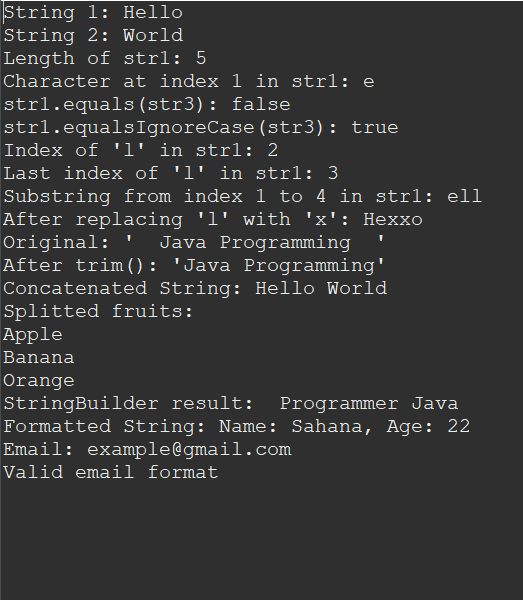 String 1: Hello
String 2: World
Length of str1: 5
Character at index 1 in str1: e
str1.equals(str3): false
str1.equalsIgnoreCase(str3): true
Index of 'l' in str1: 2
Last index of 'l' in str1: 3
Substring from index 1 to 4 in str1: ell
After replacing 'l' with 'x': Hexxo
Original: '  Java Programming  '
After trim(): 'Java Programming'
Concatenated String: Hello World
Splitted fruits:
Apple
Banana
Orange
StringBuilder result:  Programmer Java
Formatted String: Name: Sahana, Age: 22
Email: example@gmail.com
Valid email format